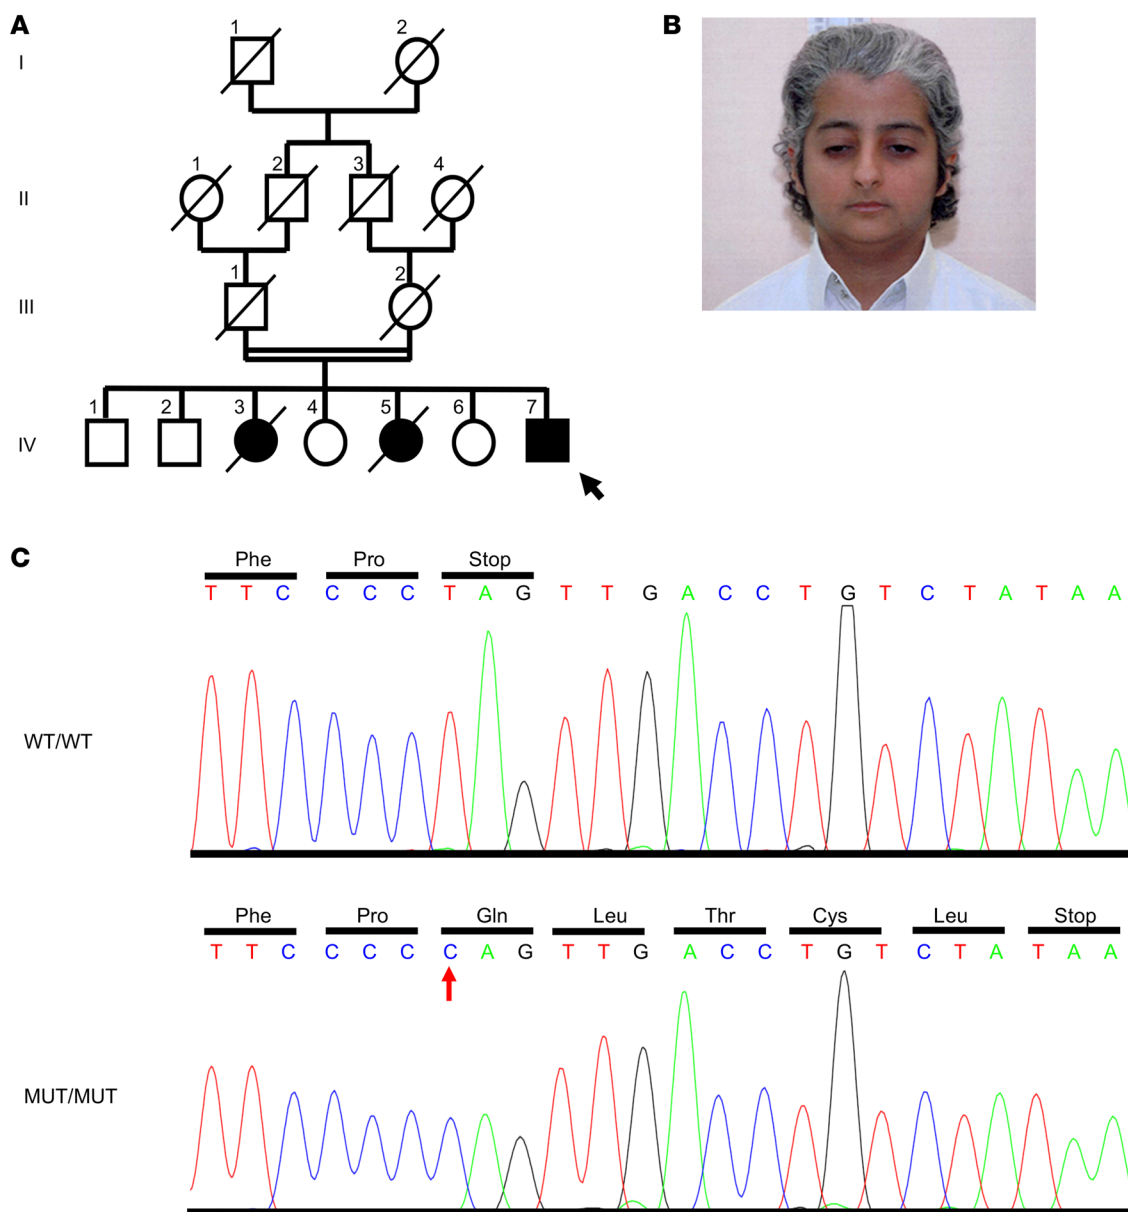 A
B
1 2
I
1 2 3 4
II
1 2
III
1 2 3 4 5 6 7
IV
C
Phe Pro Stop
T T C C C C T A G T T G A C C T G T C T A T A A
WT/WT
Phe Pro Gln Leu Thr Cys Leu Stop
T T C C C C C A G T T G A C C T G T C T A T A A
MUT/MUT